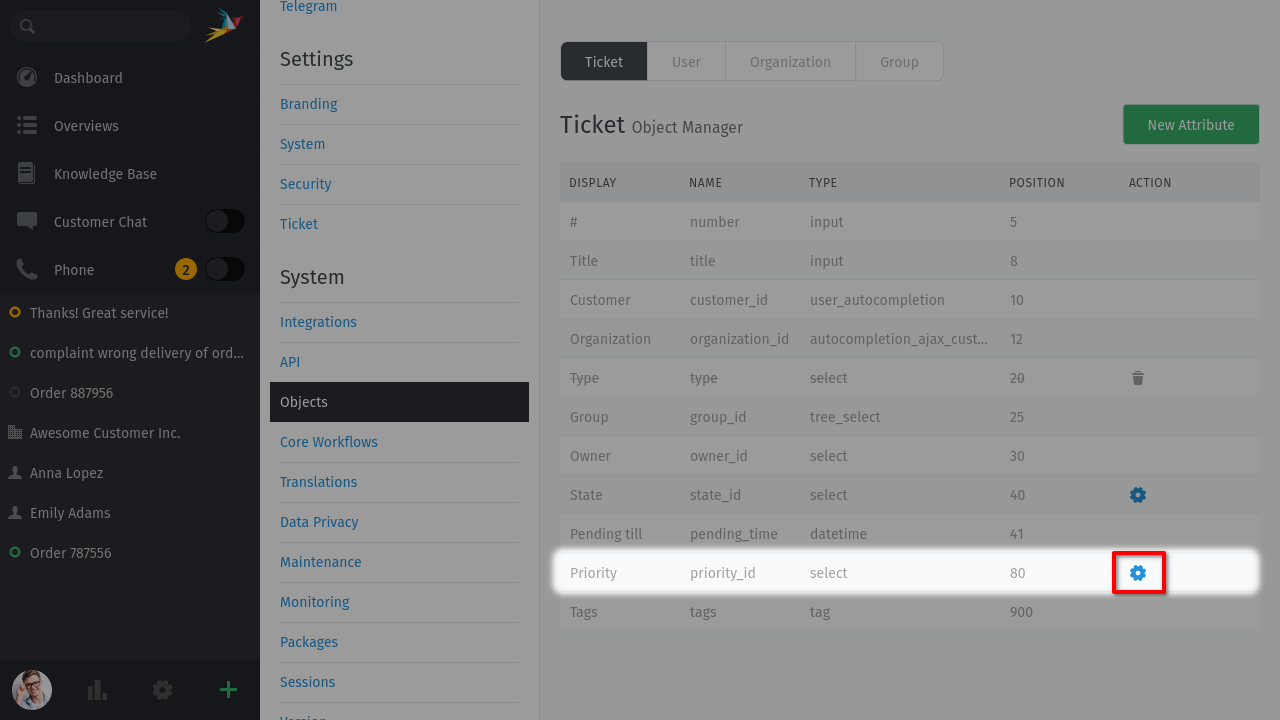 Dashboard
Overviews
Knowledge Base
Customer Chat
Phone 2
Thanks! Great service!
complaint wrong delivery of ord...
Order 887956
Awesome Customer Inc.
Anna Lopez
Emily Adams
Order 787556
Telegram
Settings
Branding
System
Security
Ticket
System
Integrations
API
Objects
Core Workflows
Translations
Data Privacy
Maintenance
Monitoring
Packages
Sessions
Version
Ticket User Organization Group
Ticket Object Manager
New Attribute
DISPLAY NAME TYPE POSITION ACTION
# number input 5
Title title input 8
Customer customer_id user_autocompletion 10
Organization organization_id autocompletion_ajax_cust... 12
Type type select 20
Group group_id tree_select 25
Owner owner_id select 30
State state_id select 40
Pending till pending_time datetime 41
Priority priority_id select 80
Tags tags tag 900